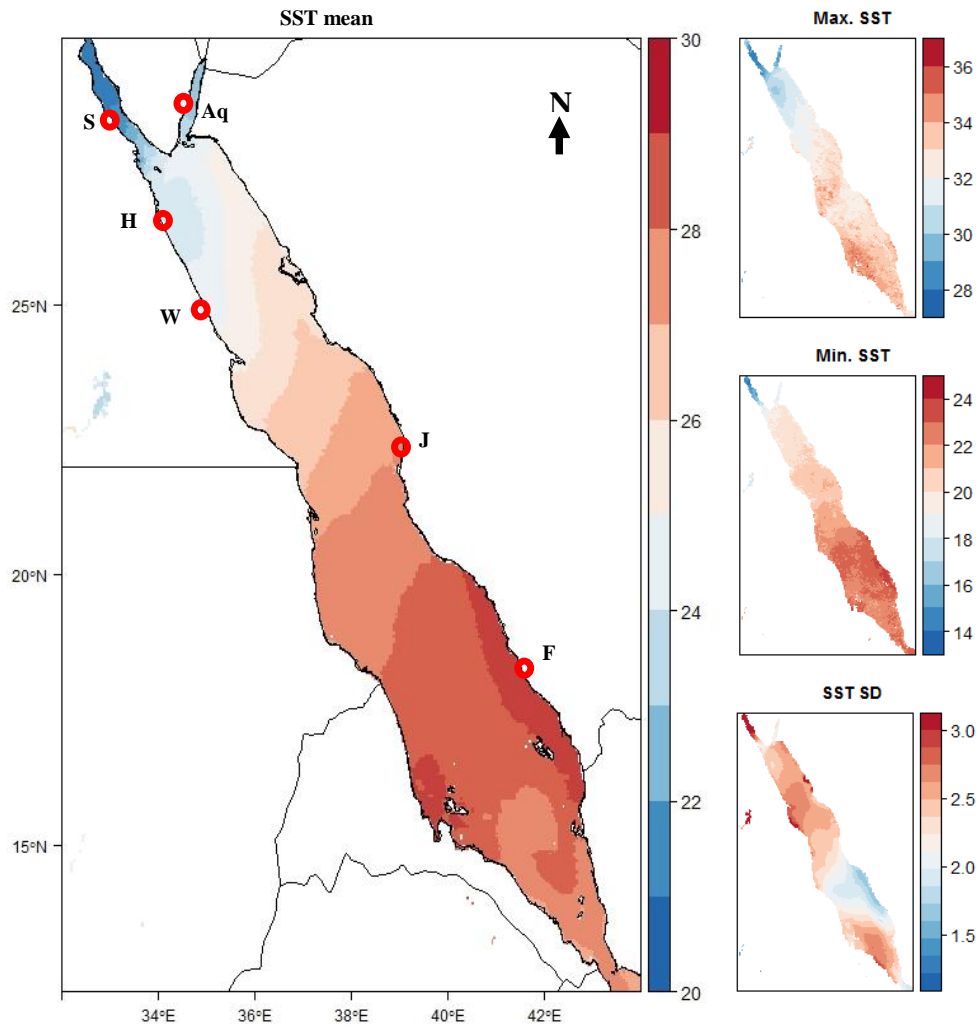 SST mean
S
Aq
H
W
J
F
N
25°N
20°N
15°N
34°E
36°E
38°E
40°E
42°E
30
28
26
24
22
20
Max. SST
36
34
32
30
28
Min. SST
24
22
20
18
16
14
SST SD
3.0
2.5
2.0
1.5